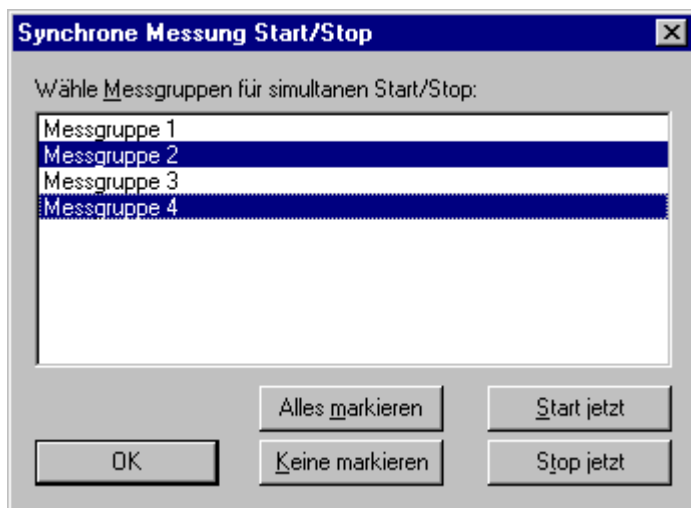 Synchrone Messung Start/Stop
Wähle Messgruppen für simultanen Start/Stop:
Messgruppe 1
Messgruppe 2
Messgruppe 3
Messgruppe 4
Alles markieren
Start jetzt
OK
Keine markieren
Stop jetzt